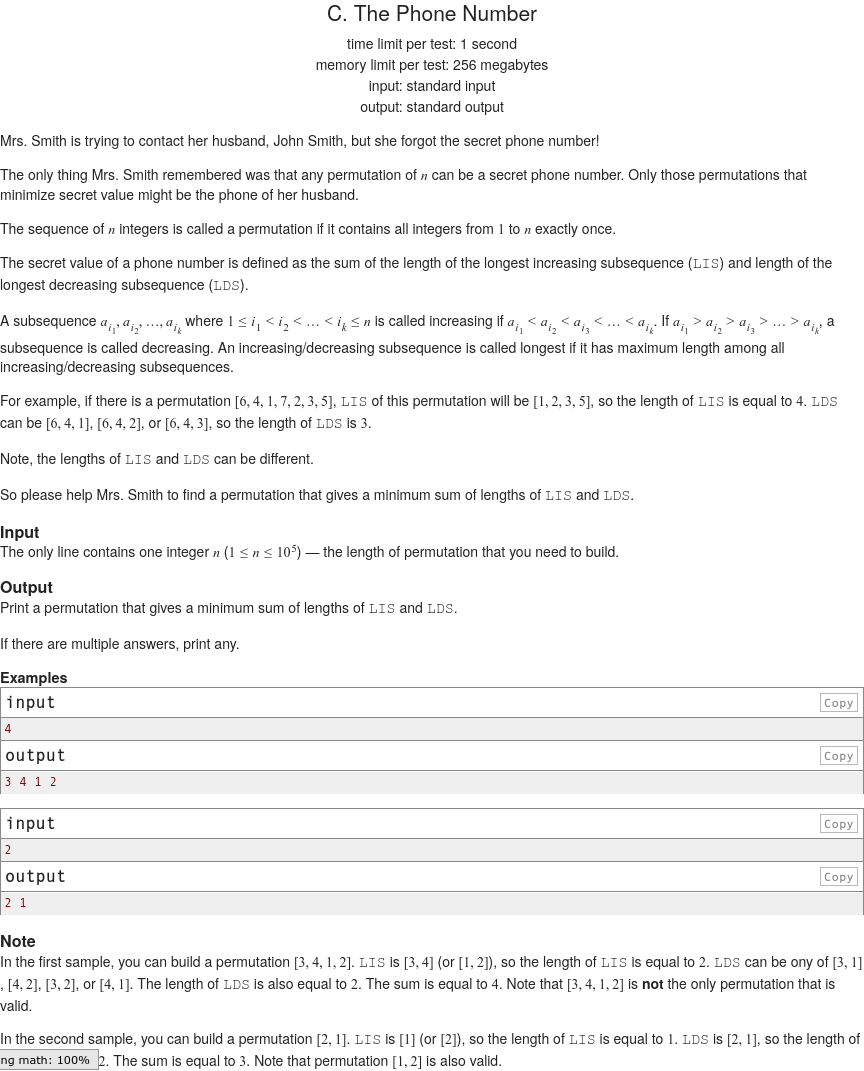 C. The Phone Number
time limit per test: 1 second
memory limit per test: 256 megabytes
input: standard input
output: standard output
Mrs. Smith is trying to contact her husband, John Smith, but she forgot the secret phone number!
The only thing Mrs. Smith remembered was that any permutation of n can be a secret phone number. Only those permutations that
minimize secret value might be the phone of her husband.
The sequence of n integers is called a permutation if it contains all integers from 1 to n exactly once.
The secret value of a phone number is defined as the sum of the length of the longest increasing subsequence (LIS) and length of the
longest decreasing subsequence (LDS).
A subsequence a_{i_1}, a_{i_2}, …, a_{i_k} where 1 ≤ i_1 < i_2 < … < i_k ≤ n is called increasing if a_{i_1} < a_{i_2} < a_{i_3} < … < a_{i_k}. If a_{i_1} > a_{i_2} > a_{i_3} > … > a_{i_k}, a
subsequence is called decreasing. An increasing/decreasing subsequence is called longest if it has maximum length among all
increasing/decreasing subsequences.
For example, if there is a permutation [6, 4, 1, 7, 2, 3, 5], LIS of this permutation will be [1, 2, 3, 5], so the length of LIS is equal to 4. LDS
can be [6, 4, 1], [6, 4, 2], or [6, 4, 3], so the length of LDS is 3.
Note, the lengths of LIS and LDS can be different.
So please help Mrs. Smith to find a permutation that gives a minimum sum of lengths of LIS and LDS.
Input
The only line contains one integer n (1 ≤ n ≤ 10^5) — the length of permutation that you need to build.
Output
Print a permutation that gives a minimum sum of lengths of LIS and LDS.
If there are multiple answers, print any.
Examples
input Copy
4
output Copy
3 4 1 2
input Copy
2
output Copy
2 1
Note
In the first sample, you can build a permutation [3, 4, 1, 2]. LIS is [3, 4] (or [1, 2]), so the length of LIS is equal to 2. LDS can be ony of [3, 1]
, [4, 2], [3, 2], or [4, 1]. The length of LDS is also equal to 2. The sum is equal to 4. Note that [3, 4, 1, 2] is not the only permutation that is
valid.
In the second sample, you can build a permutation [2, 1]. LIS is [1] (or [2]), so the length of LIS is equal to 1. LDS is [2, 1], so the length of
ng math: 100% 2. The sum is equal to 3. Note that permutation [1, 2] is also valid.